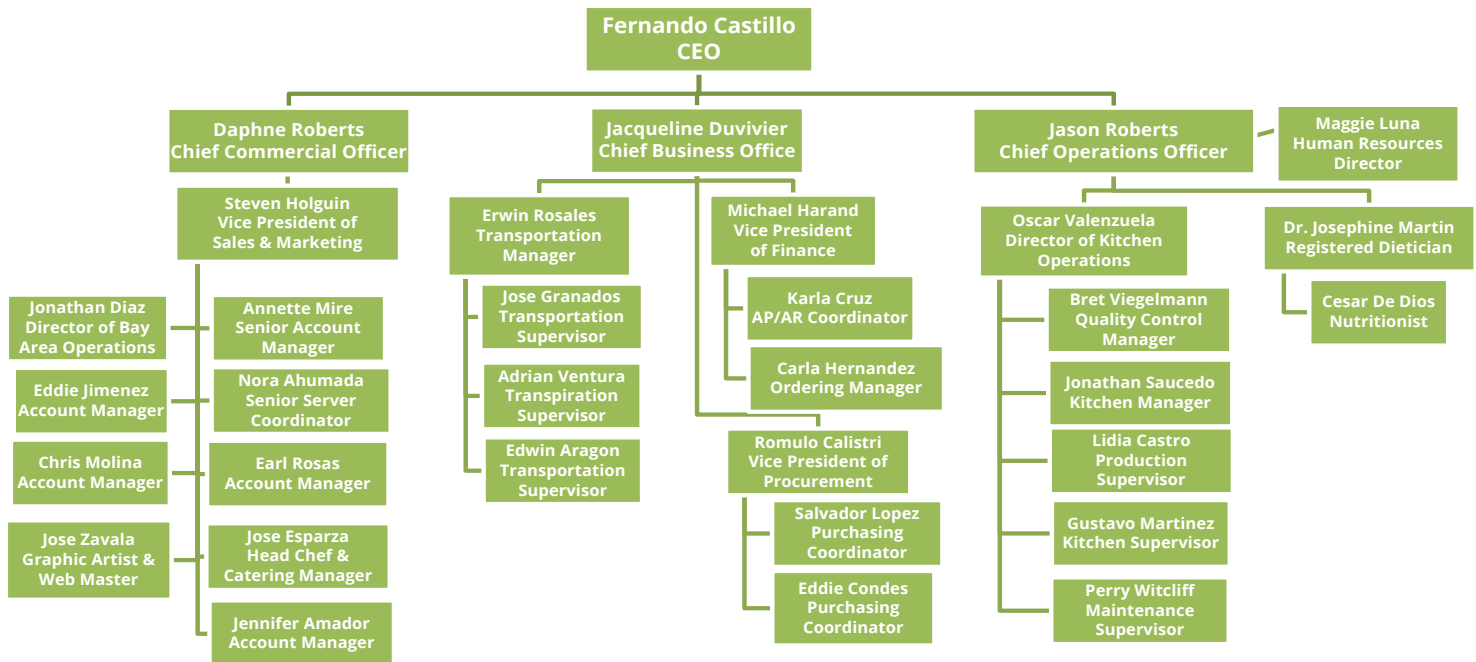 Fernando Castillo
CEO
Daphne Roberts
Chief Commercial Officer
Jacqueline Duvivier
Chief Business Office
Jason Roberts
Chief Operations Officer
Maggie Luna
Human Resources
Director
Steven Holguin
Vice President of
Sales & Marketing
Jonathan Diaz
Director of Bay
Area Operations
Annette Mire
Senior Account
Manager
Eddie Jimenez
Account Manager
Nora Ahumada
Senior Server
Coordinator
Chris Molina
Account Manager
Earl Rosas
Account Manager
Jose Zavala
Graphic Artist &
Web Master
Jose Esparza
Head Chef &
Catering Manager
Jennifer Amador
Account Manager
Erwin Rosales
Transportation
Manager
Jose Granados
Transportation
Supervisor
Adrian Ventura
Transpiration
Supervisor
Edwin Aragon
Transportation
Supervisor
Michael Harand
Vice President
of Finance
Karla Cruz
AP/AR Coordinator
Carla Hernandez
Ordering Manager
Romulo Calistri
Vice President of
Procurement
Salvador Lopez
Purchasing
Coordinator
Eddie Condes
Purchasing
Coordinator
Oscar Valenzuela
Director of Kitchen
Operations
Bret Viegelmann
Quality Control
Manager
Jonathan Saucedo
Kitchen Manager
Lidia Castro
Production
Supervisor
Gustavo Martinez
Kitchen Supervisor
Perry Witcliff
Maintenance
Supervisor
Dr. Josephine Martin
Registered Dietician
Cesar De Dios
Nutritionist